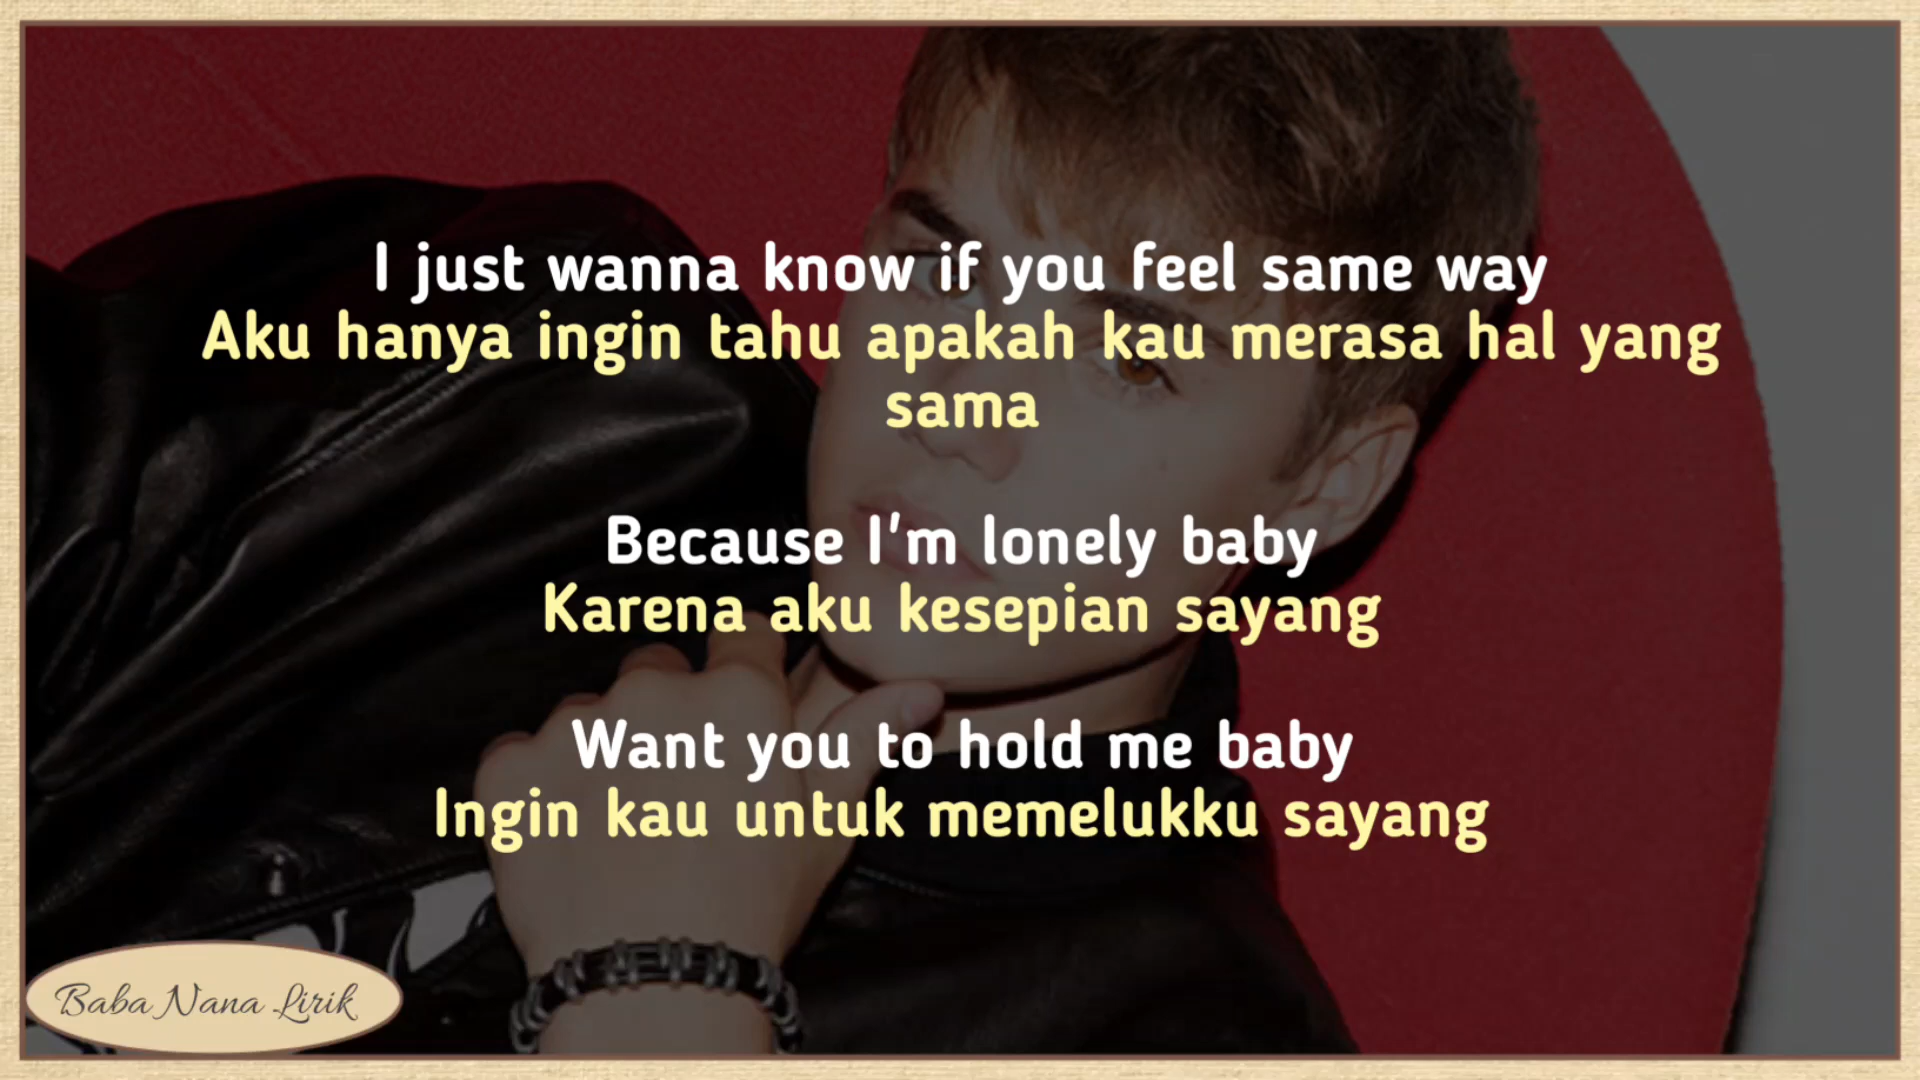 I just wanna know if you feel same way
Aku hanya ingin tahu apakah kau merasa hal yang
sama
Because I'm lonely baby
Karena aku kesepian sayang
Want you to hold me baby
Ingin kau untuk memelukku sayang
Baba Nana Lirik